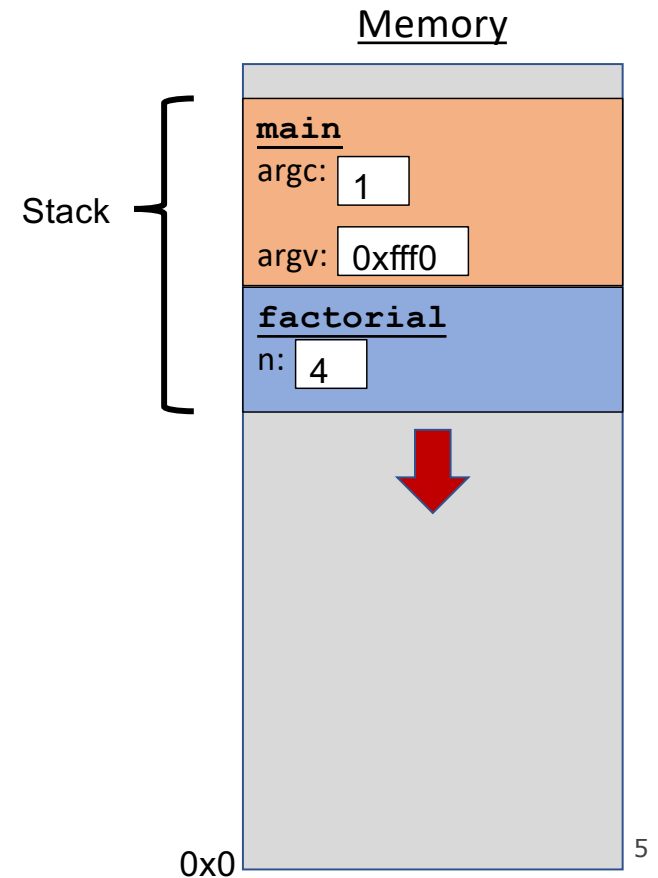 Memory
main
argc: 1
Stack
argv: 0xfff0
factorial
n: 4
0x0
5